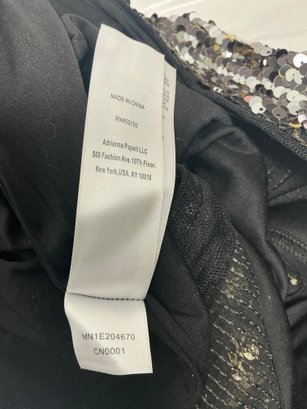 MADE IN CHINA
RN#59792
Adrianna Papell LLC
500 Fashion Ave. 10Th Floor.
New York, USA. NY 10018
MN1E204670
CN0001